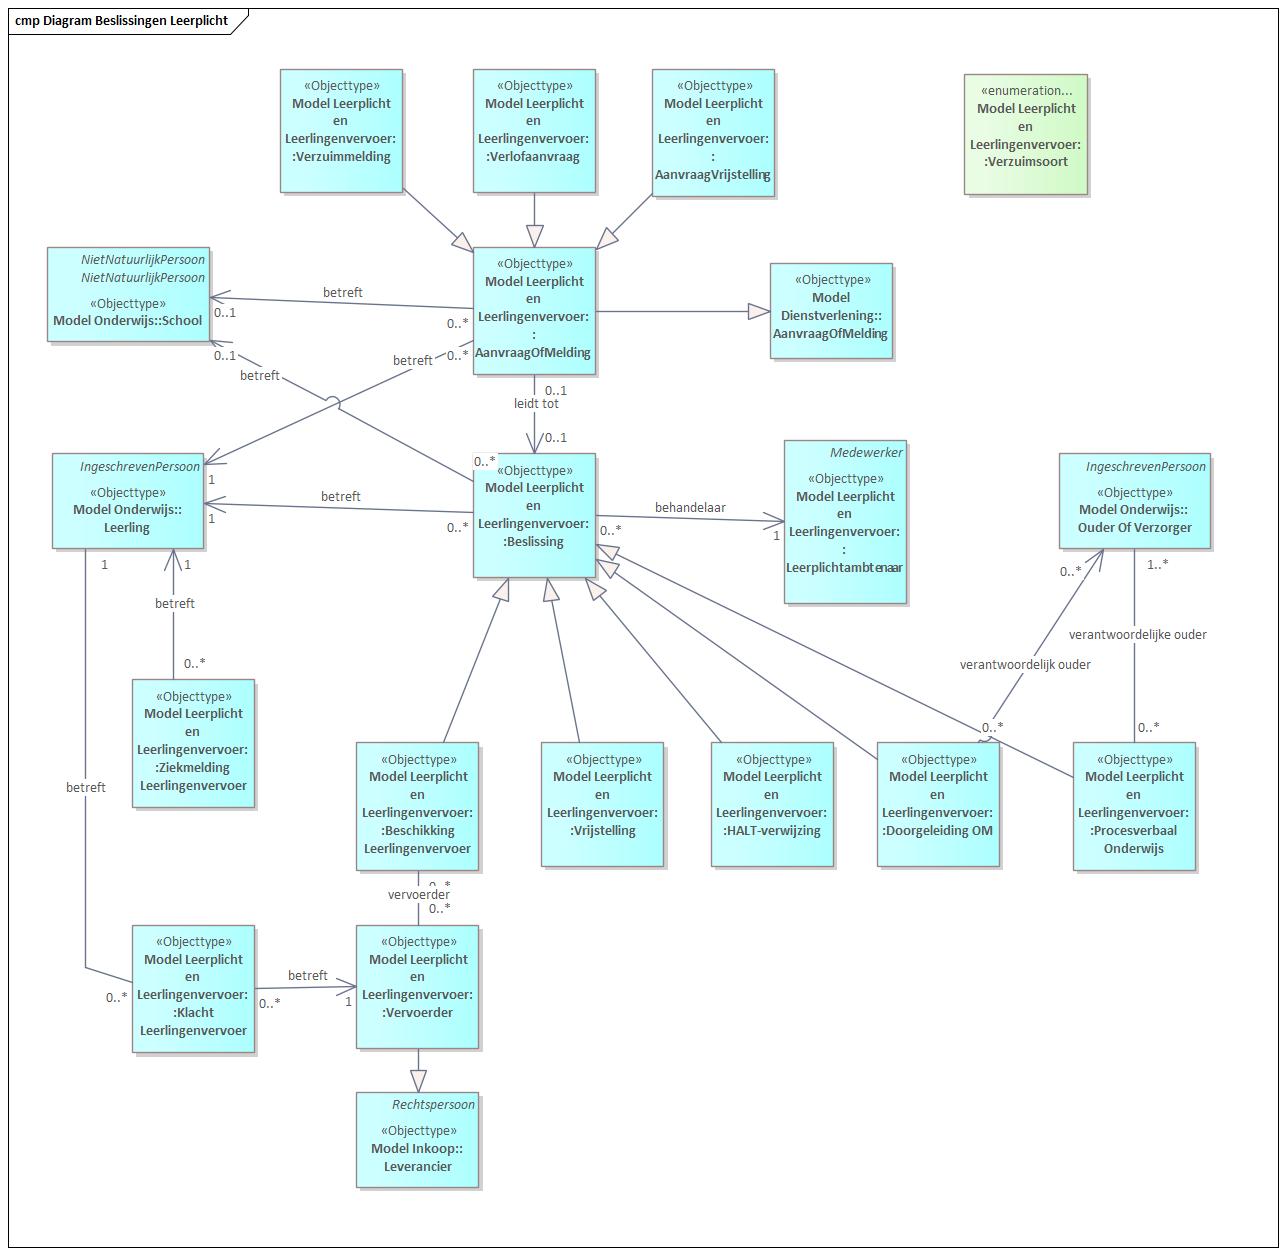 cmp Diagram Beslissingen Leerplicht
«Objecttype»
Model Leerplicht
en
Leerlingenvervoer:
:Verzuimmelding
«Objecttype»
Model Leerplicht
en
Leerlingenvervoer:
:Verlofaanvraag
«Objecttype»
Model Leerplicht
en
Leerlingenvervoer:
:
AanvraagVrijstelling
«enumeration...
Model Leerplicht
en
Leerlingenvervoer:
:Verzuimsoort
NietNatuurlijkPersoon
NietNatuurlijkPersoon
«Objecttype»
Model Onderwijs::School
«Objecttype»
Model Leerplicht
en
Leerlingenvervoer:
:
AanvraagOfMelding
«Objecttype»
Model
Dienstverlening::
AanvraagOfMelding
betreft
0..1
0..*
betreft
0..1
0..*
betreft
0..*
1
0..1
leidt tot
0..1
IngeschrevenPersoon
«Objecttype»
Model Onderwijs::
Leerling
betreft
1
0..*
«Objecttype»
Model Leerplicht
en
Leerlingenvervoer:
:Beslissing
behandelaar
0..*
1
Medewerker
«Objecttype»
Model Leerplicht
en
Leerlingenvervoer:
:
Leerplichtambtenaar
IngeschrevenPersoon
«Objecttype»
Model Onderwijs::
Ouder Of Verzorger
1
1
betreft
0..*
0..*
1..*
verantwoordelijke ouder
verantwoordelijk ouder
0..*
0..*
«Objecttype»
Model Leerplicht
en
Leerlingenvervoer:
:Ziekmelding
Leerlingenvervoer
betreft
«Objecttype»
Model Leerplicht
en
Leerlingenvervoer:
:Beschikking
Leerlingenvervoer
«Objecttype»
Model Leerplicht
en
Leerlingenvervoer:
:Vrijstelling
«Objecttype»
Model Leerplicht
en
Leerlingenvervoer:
:HALT-verwijzing
«Objecttype»
Model Leerplicht
en
Leerlingenvervoer:
:Doorgeleiding OM
«Objecttype»
Model Leerplicht
en
Leerlingenvervoer:
:Procesverbaal
Onderwijs
0..*
vervoerder
0..*
«Objecttype»
Model Leerplicht
en
Leerlingenvervoer:
:Klacht
Leerlingenvervoer
0..*
betreft
0..*
1
«Objecttype»
Model Leerplicht
en
Leerlingenvervoer:
:Vervoerder
Rechtspersoon
«Objecttype»
Model Inkoop::
Leverancier